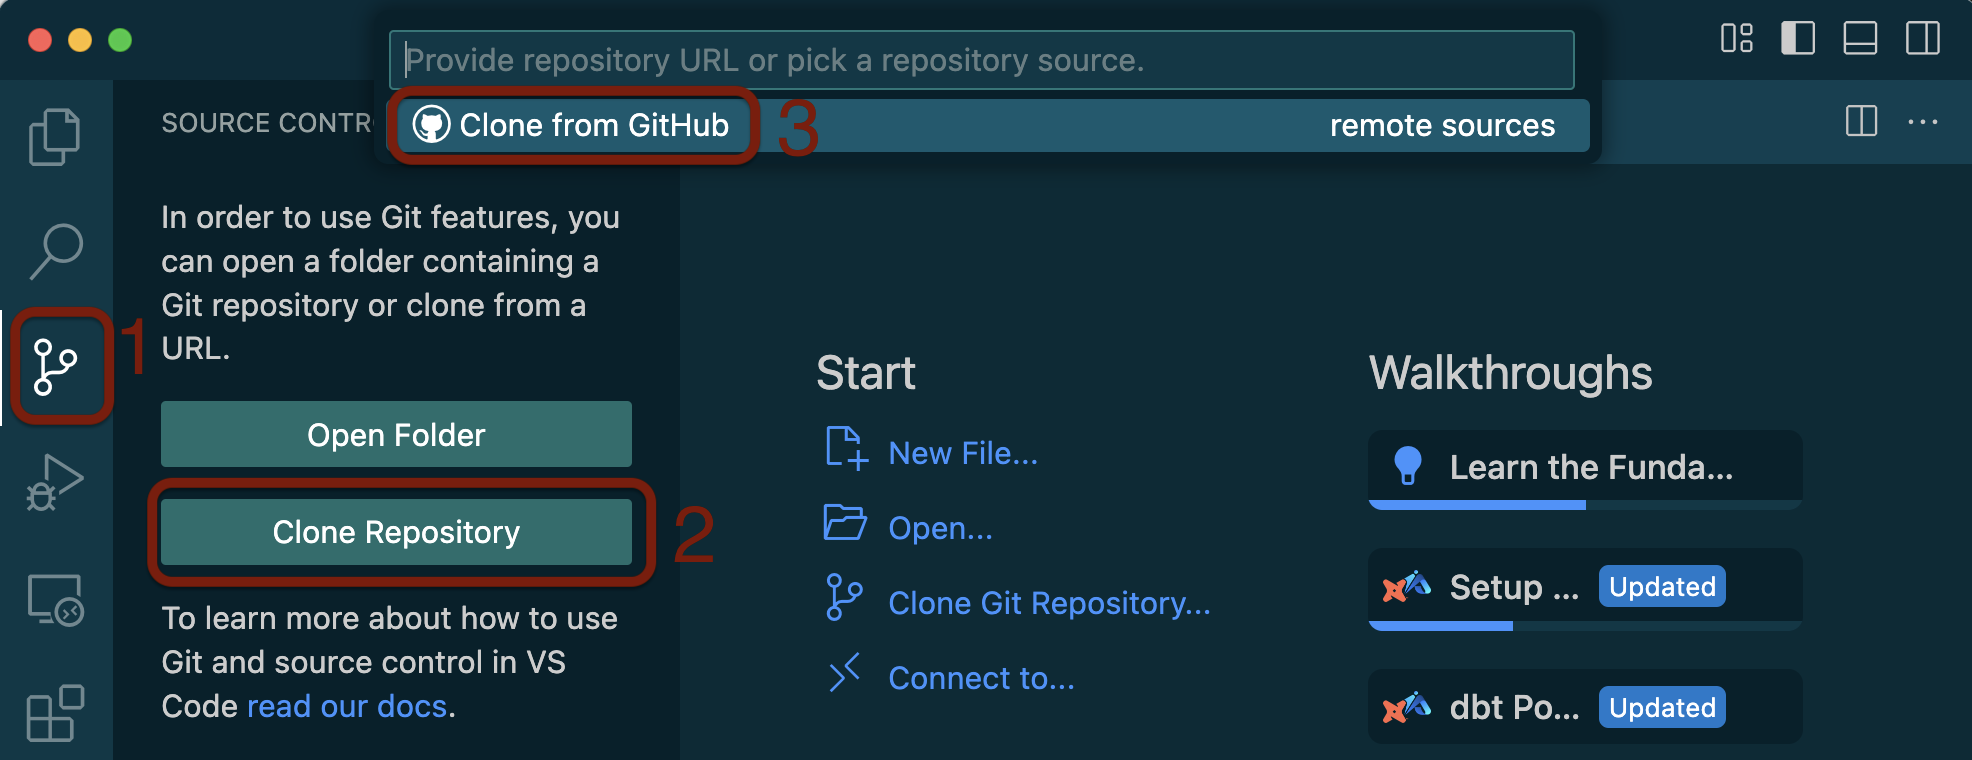 Provide repository URL or pick a repository source.
Clone from GitHub
remote sources
3
SOURCE CONTR
In order to use Git features, you
can open a folder containing a
Git repository or clone from a
URL.
1
Open Folder
Clone Repository
2
To learn more about how to use
Git and source control in VS
Code read our docs.
Start
New File...
Open...
Clone Git Repository...
Connect to...
Walkthroughs
Learn the Funda...
Setup ... Updated
dbt Po... Updated